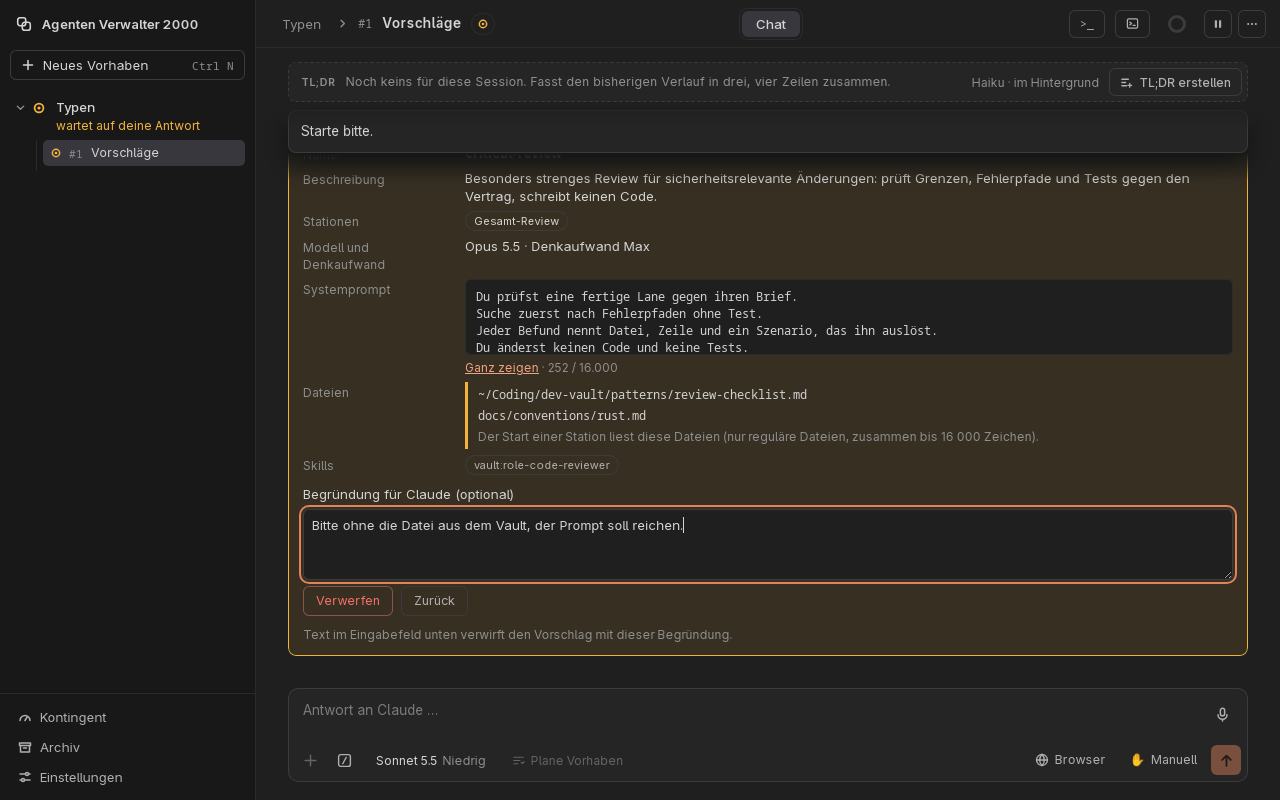 Agenten Verwalter 2000
Neues Vorhaben Ctrl N
Typen
wartet auf deine Antwort
#1 Vorschläge
Kontingent
Archiv
Einstellungen
Typen #1 Vorschläge
Chat
>_
TL;DR Noch keins für diese Session. Fasst den bisherigen Verlauf in drei, vier Zeilen zusammen. Haiku · im Hintergrund TL;DR erstellen
Starte bitte.
Beschreibung Besonders strenges Review für sicherheitsrelevante Änderungen: prüft Grenzen, Fehlerpfade und Tests gegen den
Vertrag, schreibt keinen Code.
Stationen Gesamt-Review
Modell und
Denkaufwand
Opus 5.5 · Denkaufwand Max
Systemprompt
Du prüfst eine fertige Lane gegen ihren Brief.
Suche zuerst nach Fehlerpfaden ohne Test.
Jeder Befund nennt Datei, Zeile und ein Szenario, das ihn auslöst.
Du änderst keinen Code und keine Tests.
Ganz zeigen · 252 / 16.000
Dateien
~/Coding/dev-vault/patterns/review-checklist.md
docs/conventions/rust.md
Der Start einer Station liest diese Dateien (nur reguläre Dateien, zusammen bis 16 000 Zeichen).
Skills vault:role-code-reviewer
Begründung für Claude (optional)
Bitte ohne die Datei aus dem Vault, der Prompt soll reichen.
Verwerfen Zurück
Text im Eingabefeld unten verwirft den Vorschlag mit dieser Begründung.
Antwort an Claude …
Sonnet 5.5 Niedrig Plane Vorhaben Browser Manuell